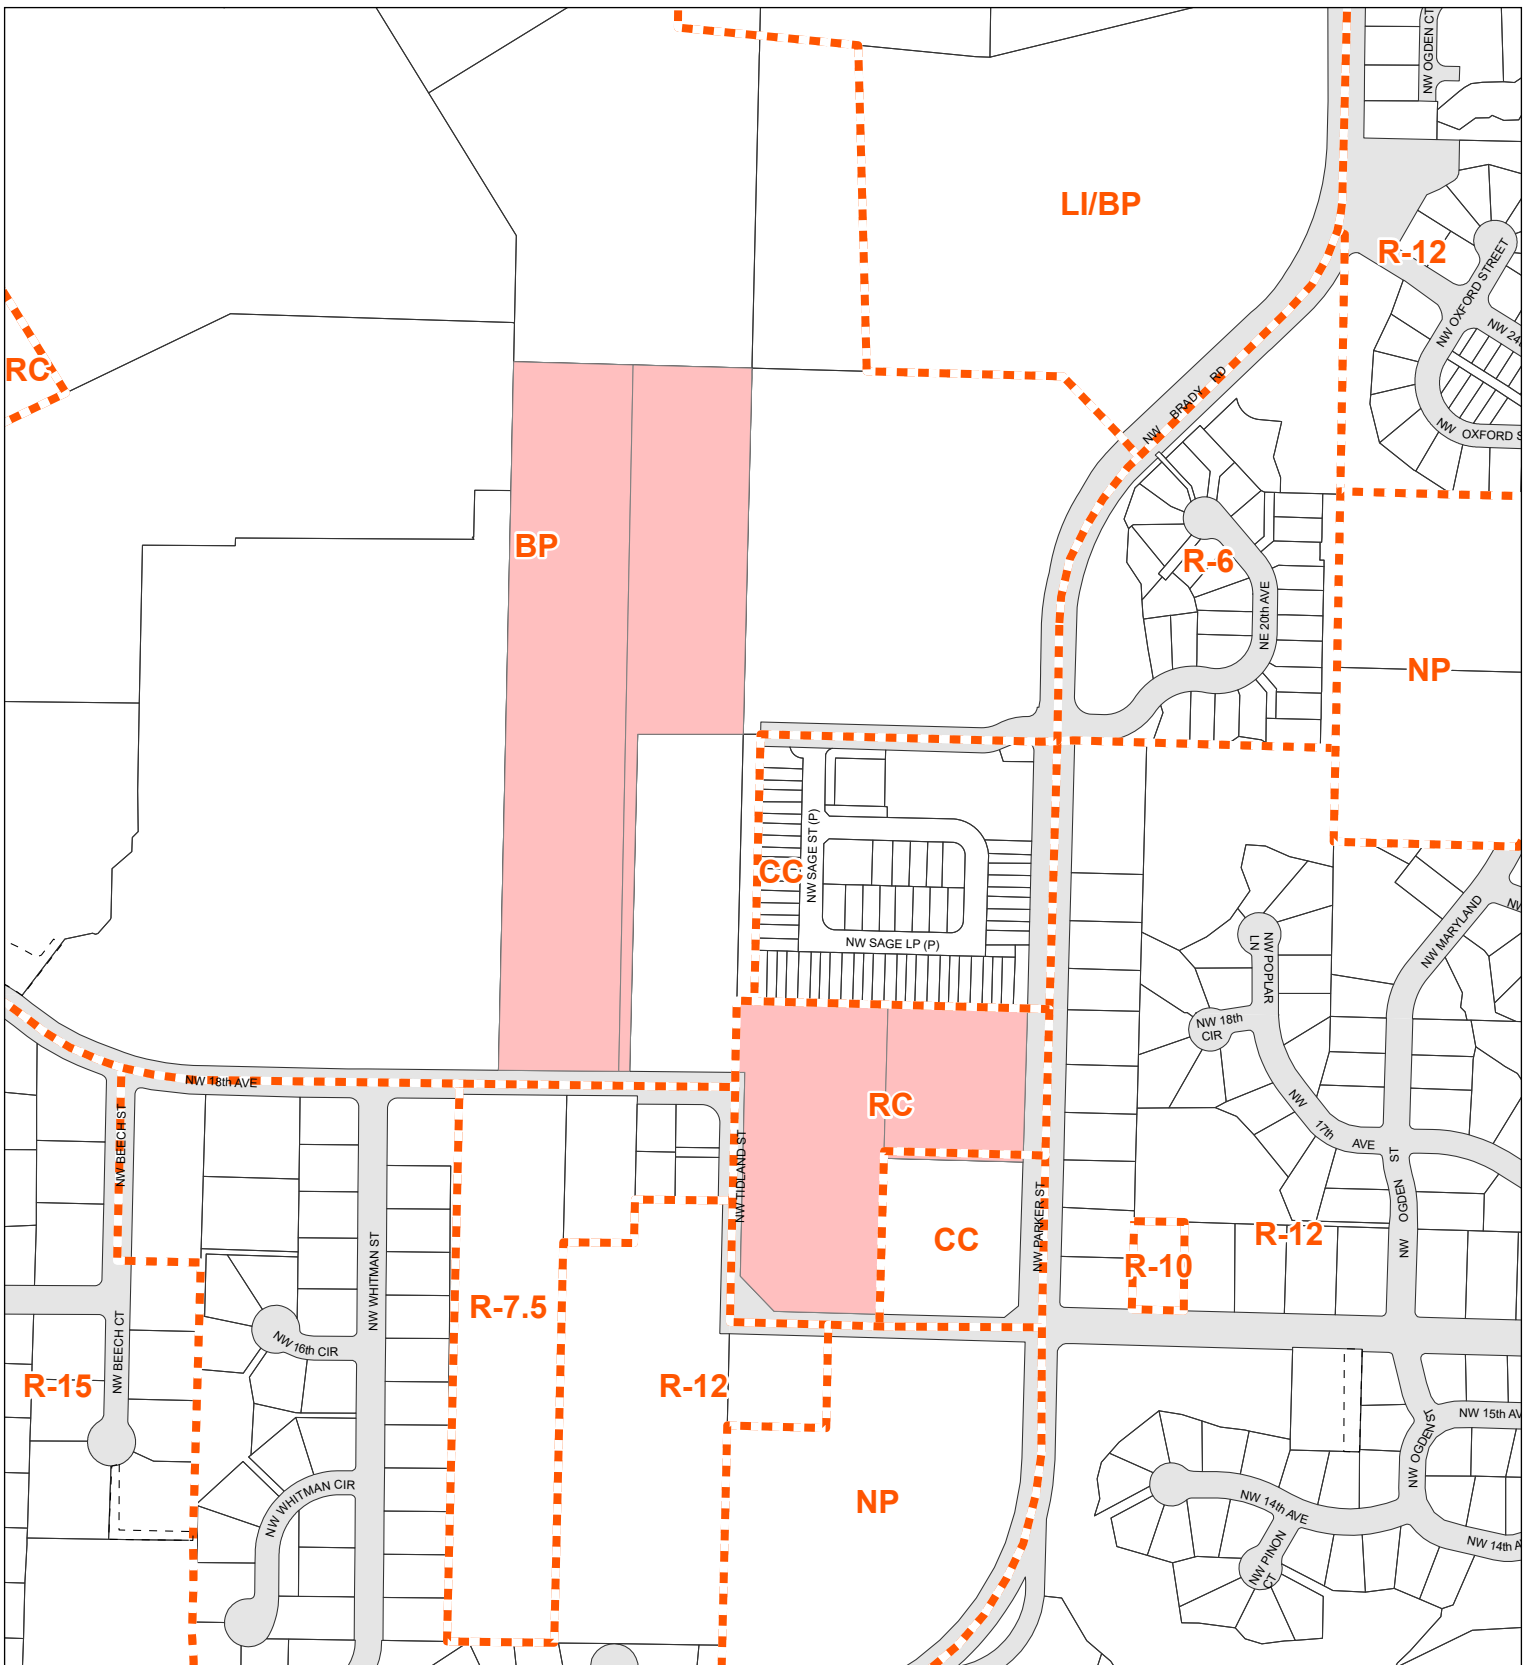 NW OGDEN CT
LI/BP
R-12
NW OXFORD STREET
NW 24
RC
NW BRADY RD
NW OXFORD S
BP
R-6
NE 20th AVE
NP
NW SAGE ST (P)
CC
NW SAGE LP (P)
NW MARYLAND
NW
NW POPLAR
LN
NW 18th
CIR
NW 18th AVE
RC
NW 17th AVE
NW BEECH ST
NW TIDLAND ST
NW PARKER ST
NW OGDEN ST
CC
R-12
R-10
NW WHITMAN ST
R-7.5
NW 16th CIR
NW BEECH CT
R-15
R-12
NW 15th AV
NW OGDEN ST
NW WHITMAN CIR
NP
NW 14th AVE
NW 14th A
NW PINON
CT